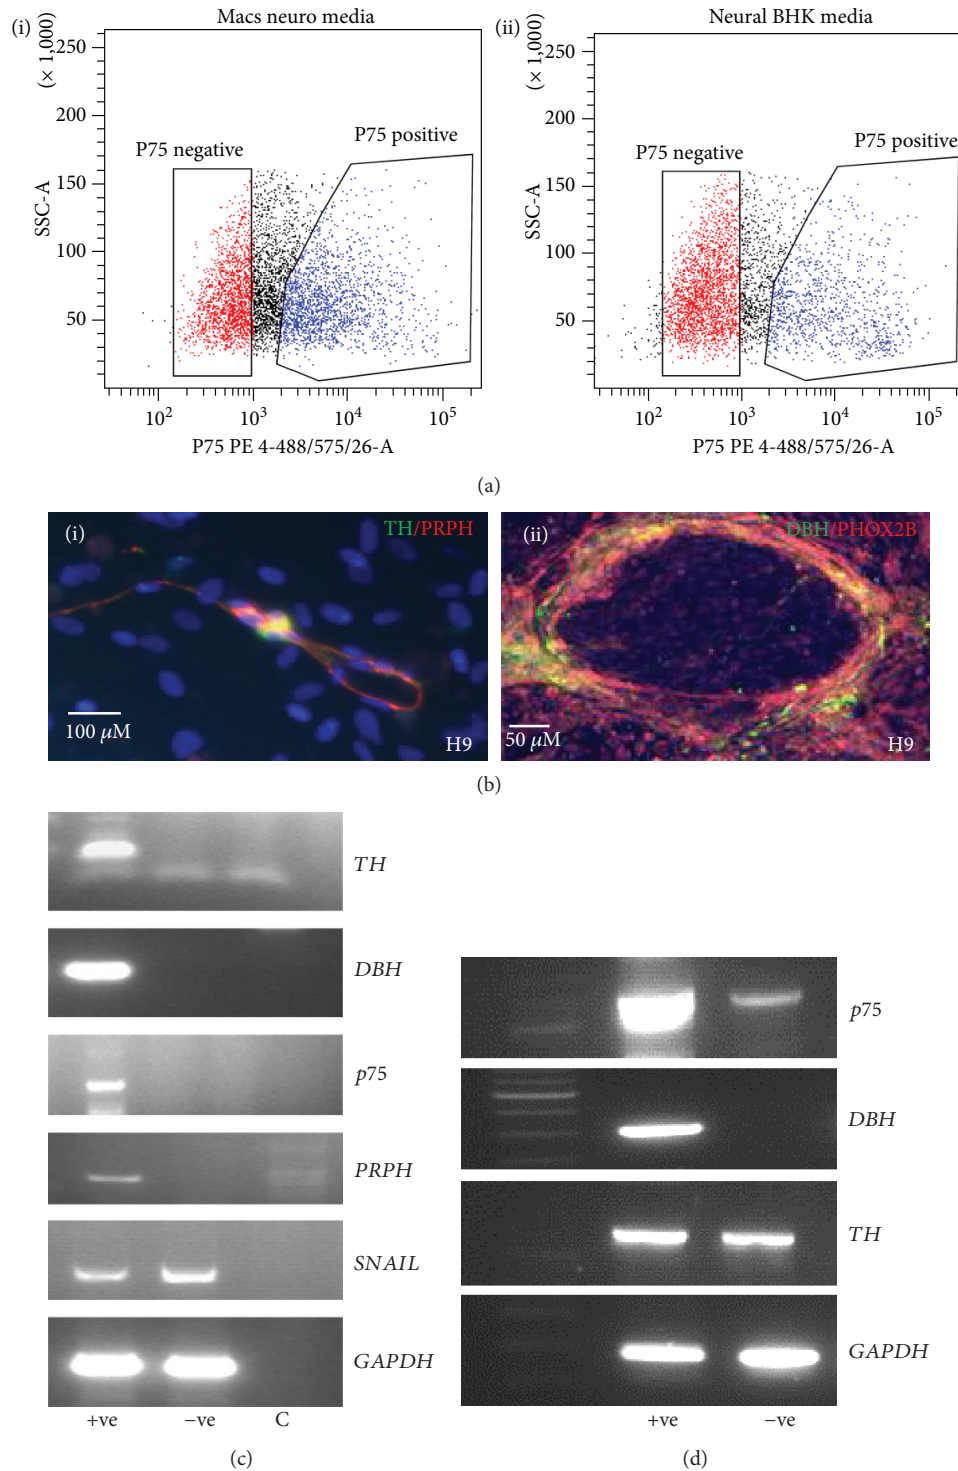 Macs neuro media
(i)
(× 1,000)
250
200
150
100
50
SSC-A
P75 negative
P75 positive
10²
10³
10⁴
10⁵
P75 PE 4-488/575/26-A
Neural BHK media
(ii)
(× 1,000)
250
200
150
100
50
SSC-A
P75 negative
P75 positive
10²
10³
10⁴
10⁵
P75 PE 4-488/575/26-A
(a)
(i)
TH/PRPH
100 μM
H9
(ii)
DBH/PHOX2B
50 μM
H9
(b)
TH
DBH
p75
PRPH
SNAIL
GAPDH
+ve −ve C
(c)
p75
DBH
TH
GAPDH
+ve −ve
(d)